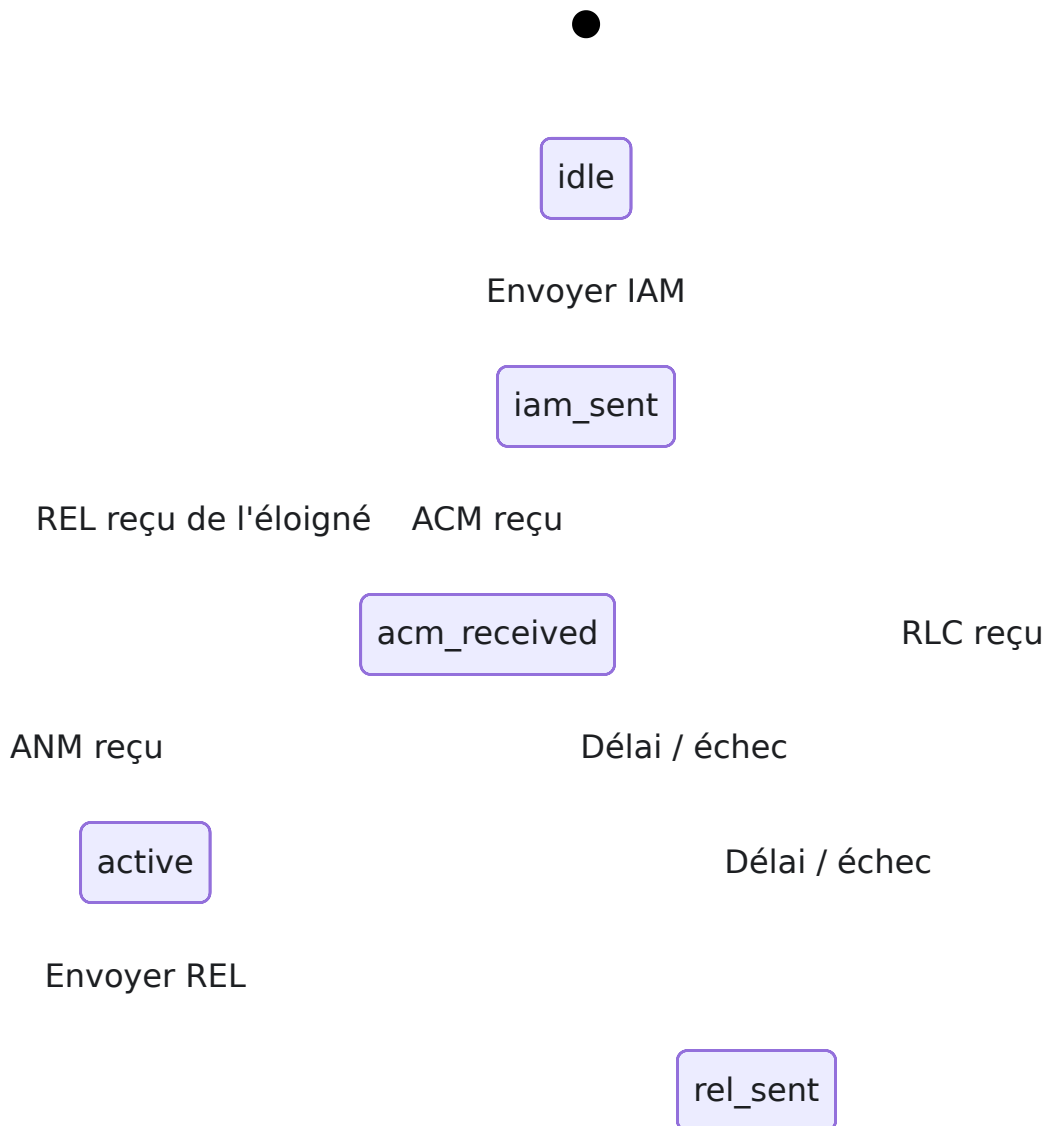 idle
Envoyer IAM
iam_sent
REL reçu de l'éloigné
ACM reçu
acm_received
RLC reçu
ANM reçu
Délai / échec
active
Délai / échec
Envoyer REL
rel_sent